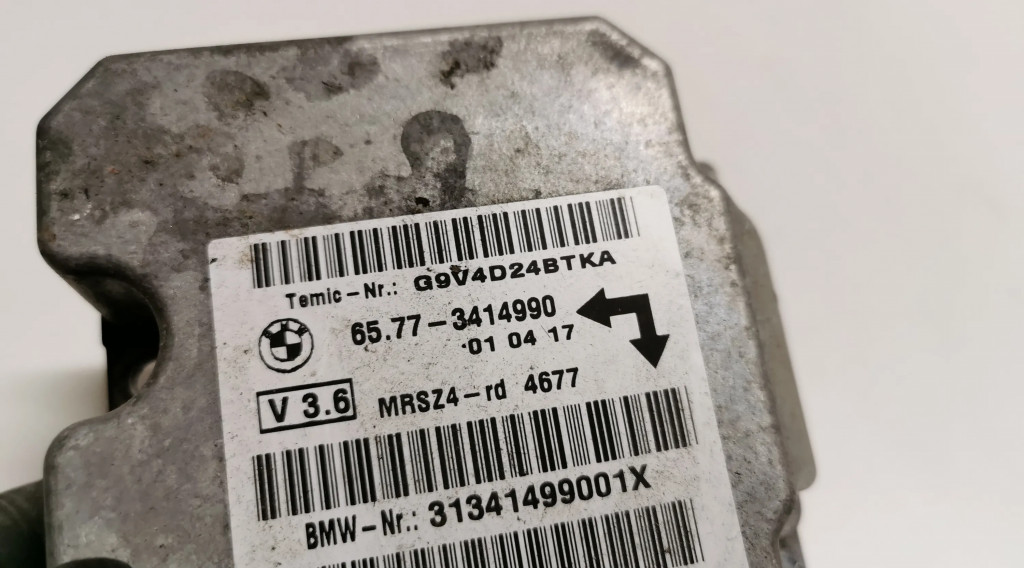 Temic-Nr.: G9V4D24BTKA
65.77-3414990
01 04 17
V 3.6
MRSZ4-rd 4677
BMW-Nr.: 31341499001X